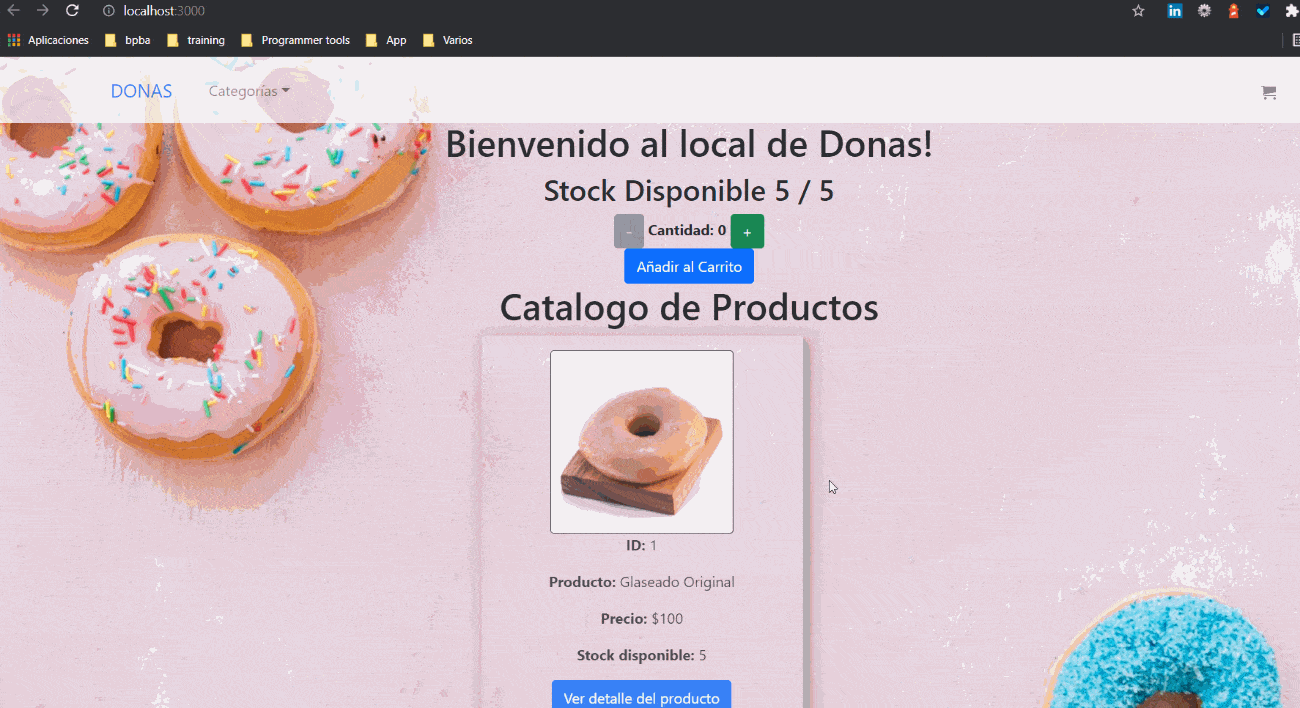 localhost:3000
Aplicaciones bpba training Programmer tools App Varios
DONAS Categorías
Bienvenido al local de Donas!
Stock Disponible 5 / 5
- Cantidad: 0 +
Añadir al Carrito
Catalogo de Productos
ID: 1
Producto: Glaseado Original
Precio: $100
Stock disponible: 5
Ver detalle del producto